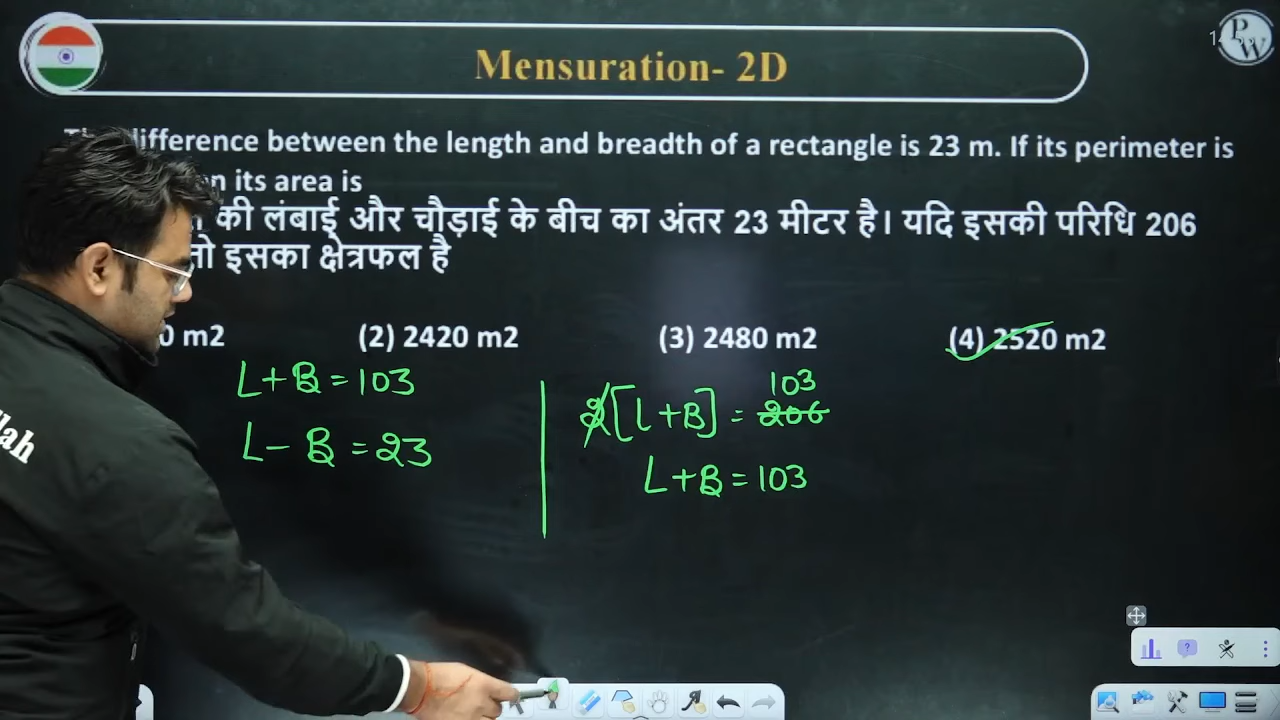 Mensuration- 2D
PW
difference between the length and breadth of a rectangle is 23 m. If its perimeter is
its area is
की लंबाई और चौड़ाई के बीच का अंतर 23 मीटर है। यदि इसकी परिधि 206
तो इसका क्षेत्रफल है
m2 (2) 2420 m2 (3) 2480 m2 (4) 2520 m2
L+B=103
L-B=23
103
2[L+B]=206
L+B=103